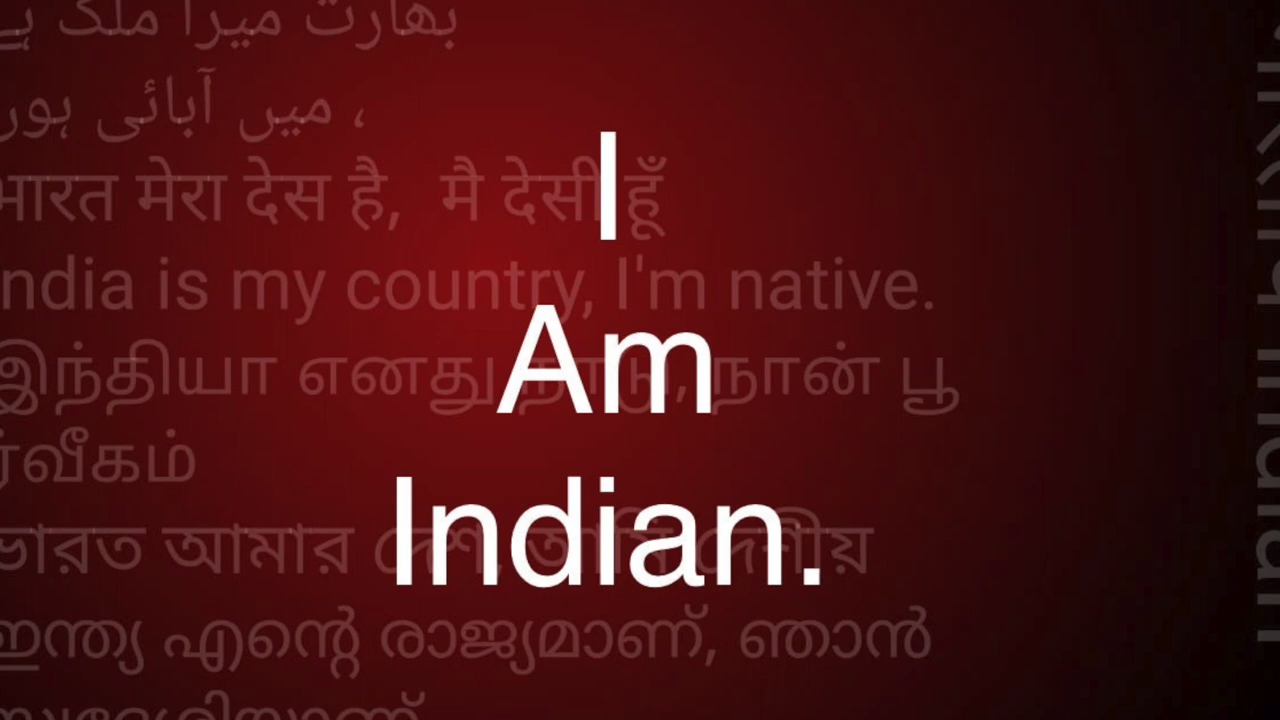 بھارت میرا ملک ہے
، میں آبائی ہوں
भारत मेरा देस है, मै देसी हूँ
India is my country, I'm native.
இந்தியா எனது நாடு, நான் பூ
ர்வீகம்
ভারত আমার দেশ, আমি দেশীয়
ഇന്ത്യ എന്റെ രാജ്യമാണ്, ഞാൻ
സ്വദേശിയാണ്
I
Am
Indian.